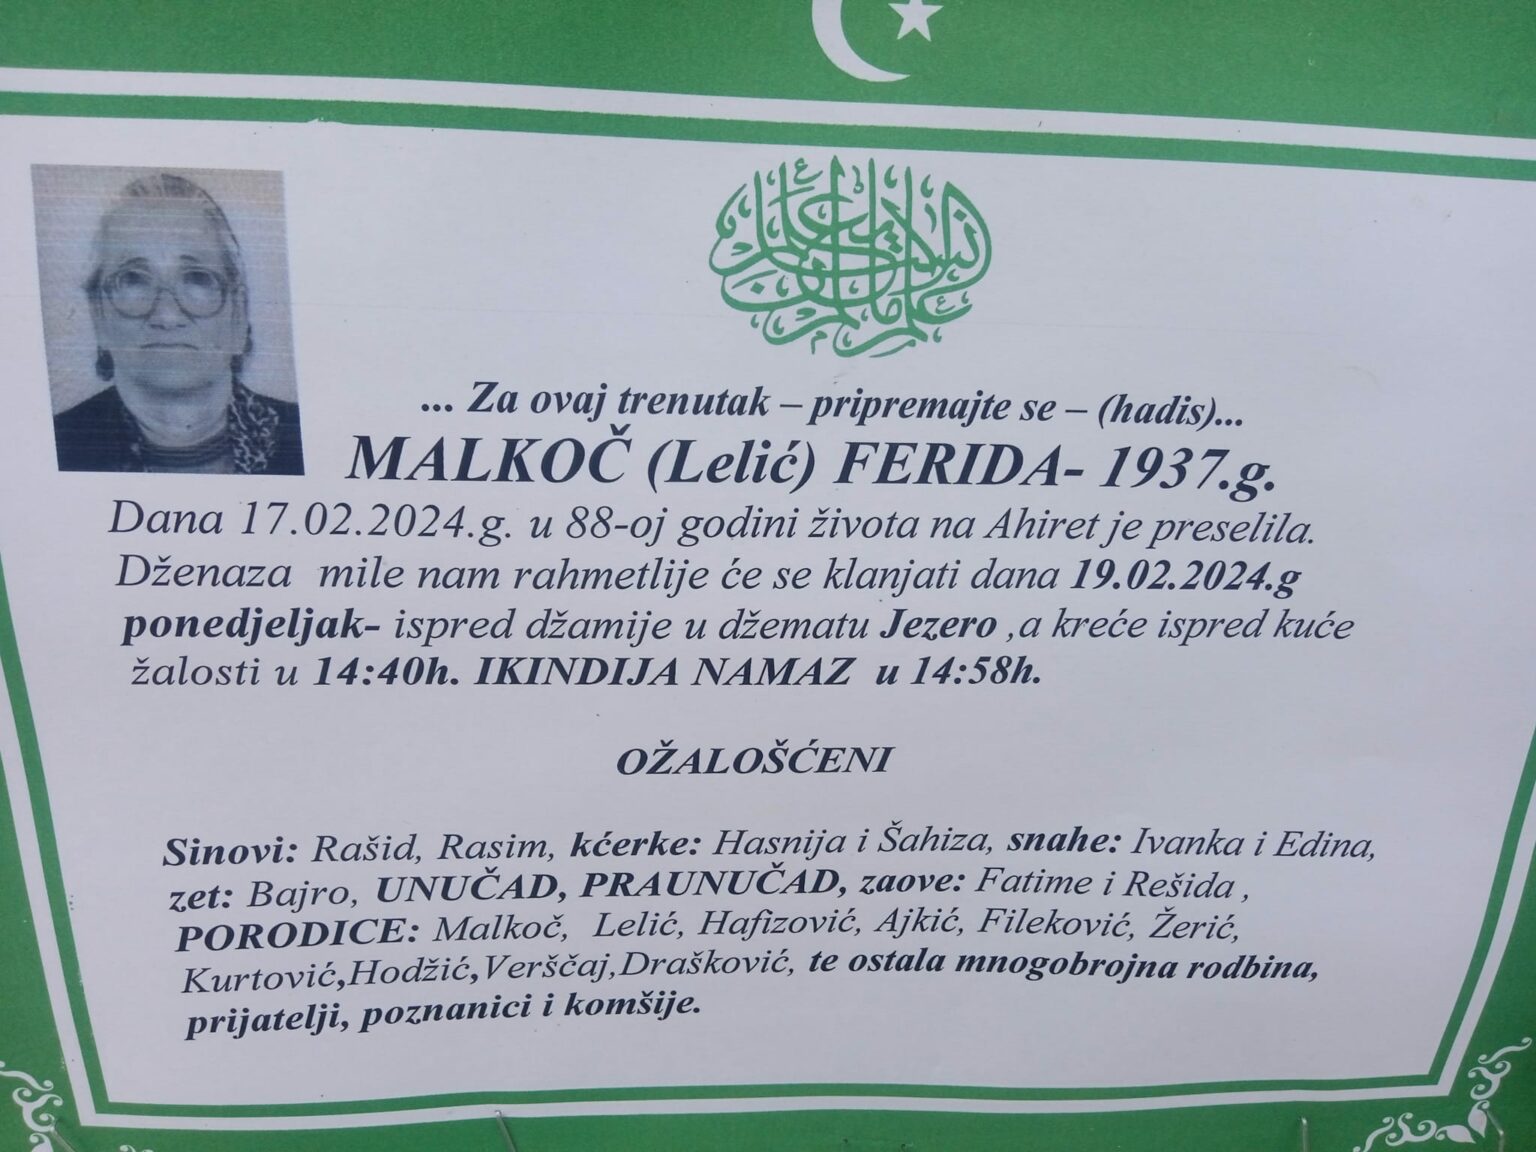 ... Za ovaj trenutak – pripremajte se – (hadis)...
MALKOČ (Lelić) FERIDA- 1937.g.
Dana 17.02.2024.g. u 88-oj godini života na Ahiret je preselila.
Dženaza mile nam rahmetlije će se klanjati dana 19.02.2024.g
ponedjeljak- ispred džamije u džematu Jezero ,a kreće ispred kuće
žalosti u 14:40h. IKINDIJA NAMAZ u 14:58h.
OŽALOŠĆENI
Sinovi: Rašid, Rasim, kćerke: Hasnija i Šahiza, snahe: Ivanka i Edina,
zet: Bajro, UNUČAD, PRAUNUČAD, zaove: Fatime i Rešida ,
PORODICE: Malkoč, Lelić, Hafizović, Ajkić, Fileković, Žerić,
Kurtović,Hodžić,Verščaj,Drašković, te ostala mnogobrojna rodbina,
prijatelji, poznanici i komšije.